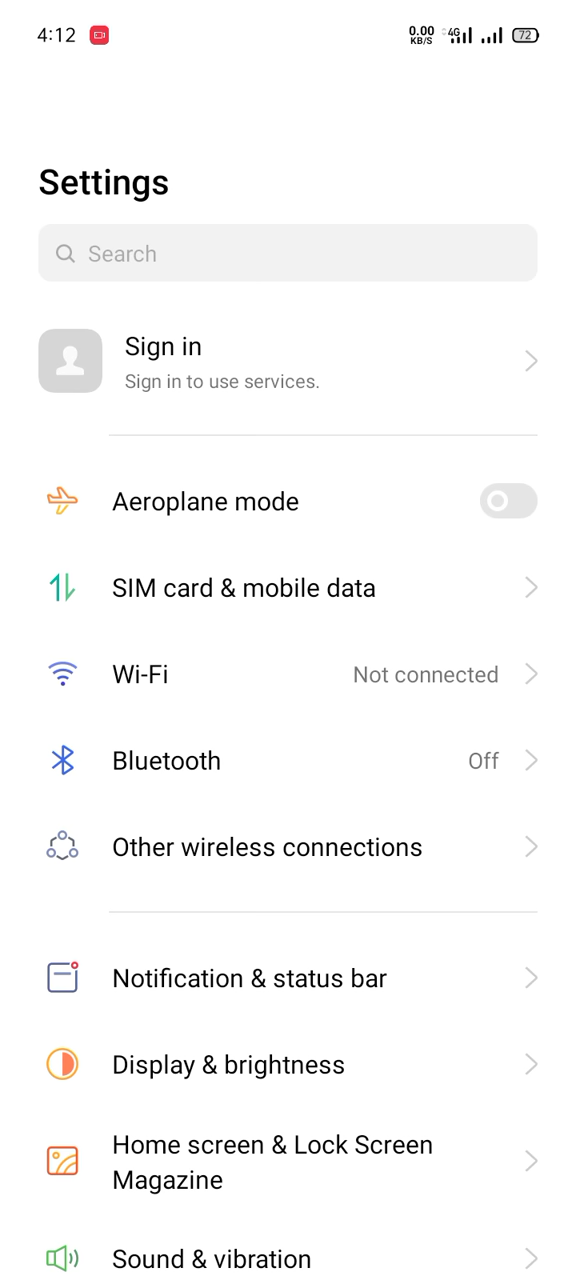 4:12
0.00
KB/S
4G
72
Settings
Search
Sign in
Sign in to use services.
Aeroplane mode
SIM card & mobile data
Wi-Fi
Not connected
Bluetooth
Off
Other wireless connections
Notification & status bar
Display & brightness
Home screen & Lock Screen
Magazine
Sound & vibration